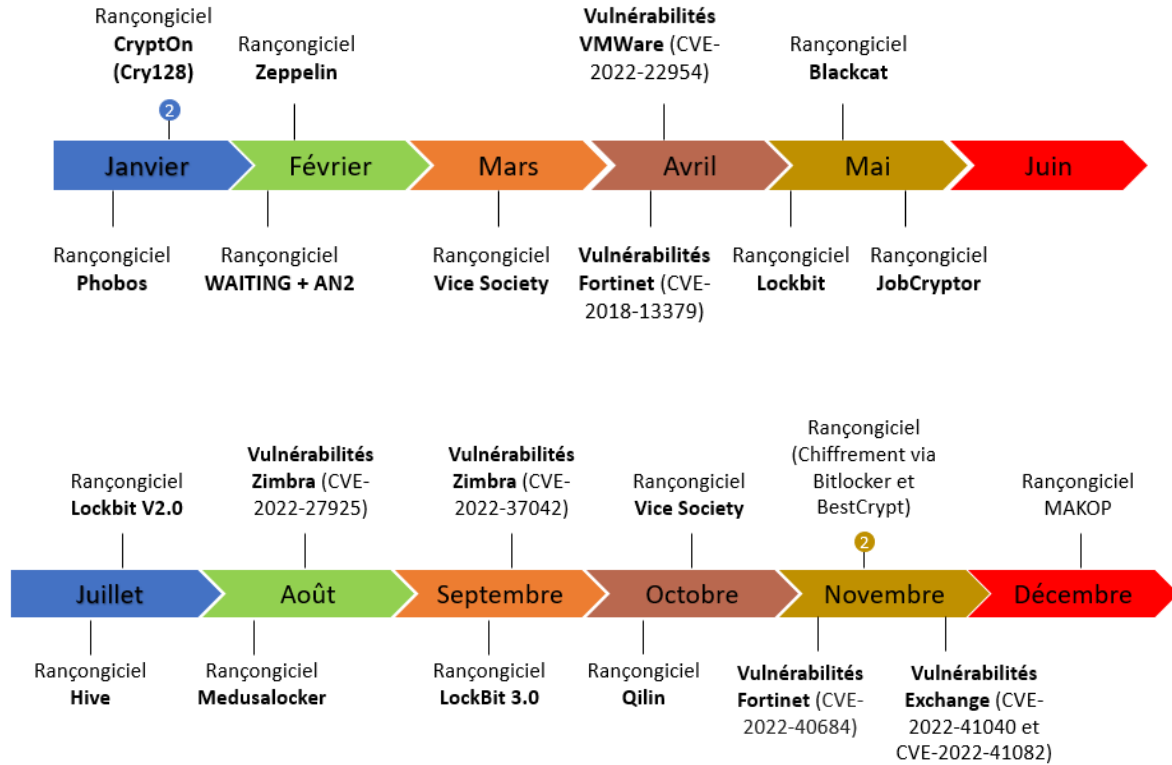 Rançongiciel
CryptOn
(Cry128)
2
Rançongiciel
Zeppelin
Vulnérabilités
VMWare (CVE-
2022-22954)
Rançongiciel
Blackcat
Janvier
Février
Mars
Avril
Mai
Juin
Rançongiciel
Phobos
Rançongiciel
WAITING + AN2
Rançongiciel
Vice Society
Vulnérabilités
Fortinet (CVE-
2018-13379)
Rançongiciel
Lockbit
Rançongiciel
JobCryptor
Rançongiciel
Lockbit V2.0
Vulnérabilités
Zimbra (CVE-
2022-27925)
Vulnérabilités
Zimbra (CVE-
2022-37042)
Rançongiciel
Vice Society
Rançongiciel
(Chiffrement via
Bitlocker et
BestCrypt)
2
Rançongiciel
MAKOP
Juillet
Août
Septembre
Octobre
Novembre
Décembre
Rançongiciel
Hive
Rançongiciel
Medusalocker
Rançongiciel
LockBit 3.0
Rançongiciel
Qilin
Vulnérabilités
Fortinet (CVE-
2022-40684)
Vulnérabilités
Exchange (CVE-
2022-41040 et
CVE-2022-41082)